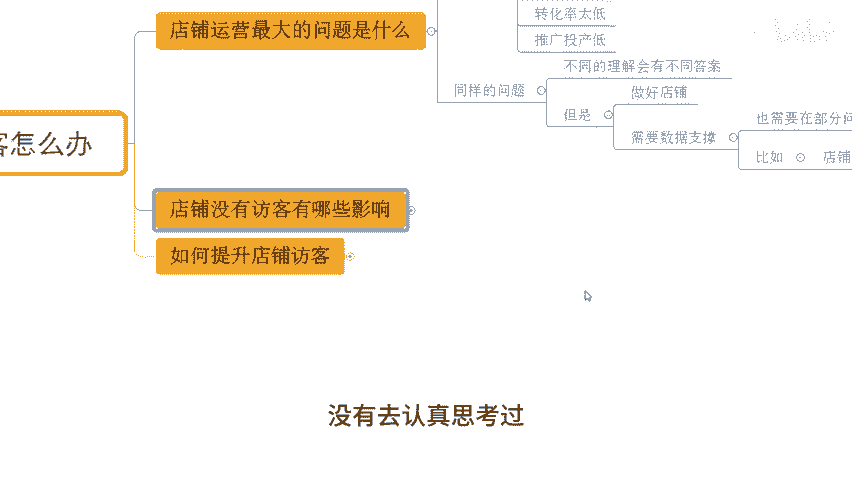 转化率太低
店铺运营最大的问题是什么
推广投产低
不同的理解会有不同答案
同样的问题
做好店铺
但是
也需要在部分问
需要数据支撑
客怎么办
比如
店铺
店铺没有访客有哪些影响
如何提升店铺访客
没有去认真思考过